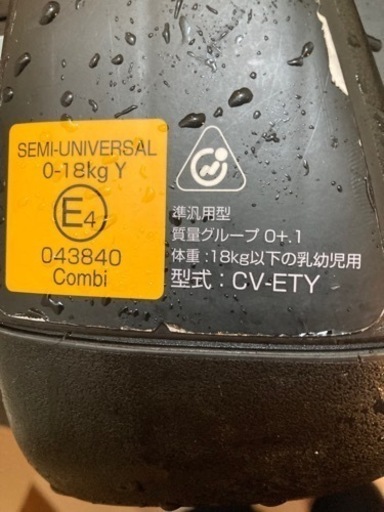 SEMI-UNIVERSAL
0-18kg Y
E4
043840
Combi
準汎用型
質量グループ 0+.1
体重:18kg以下の乳幼児用
型式:CV-ETY